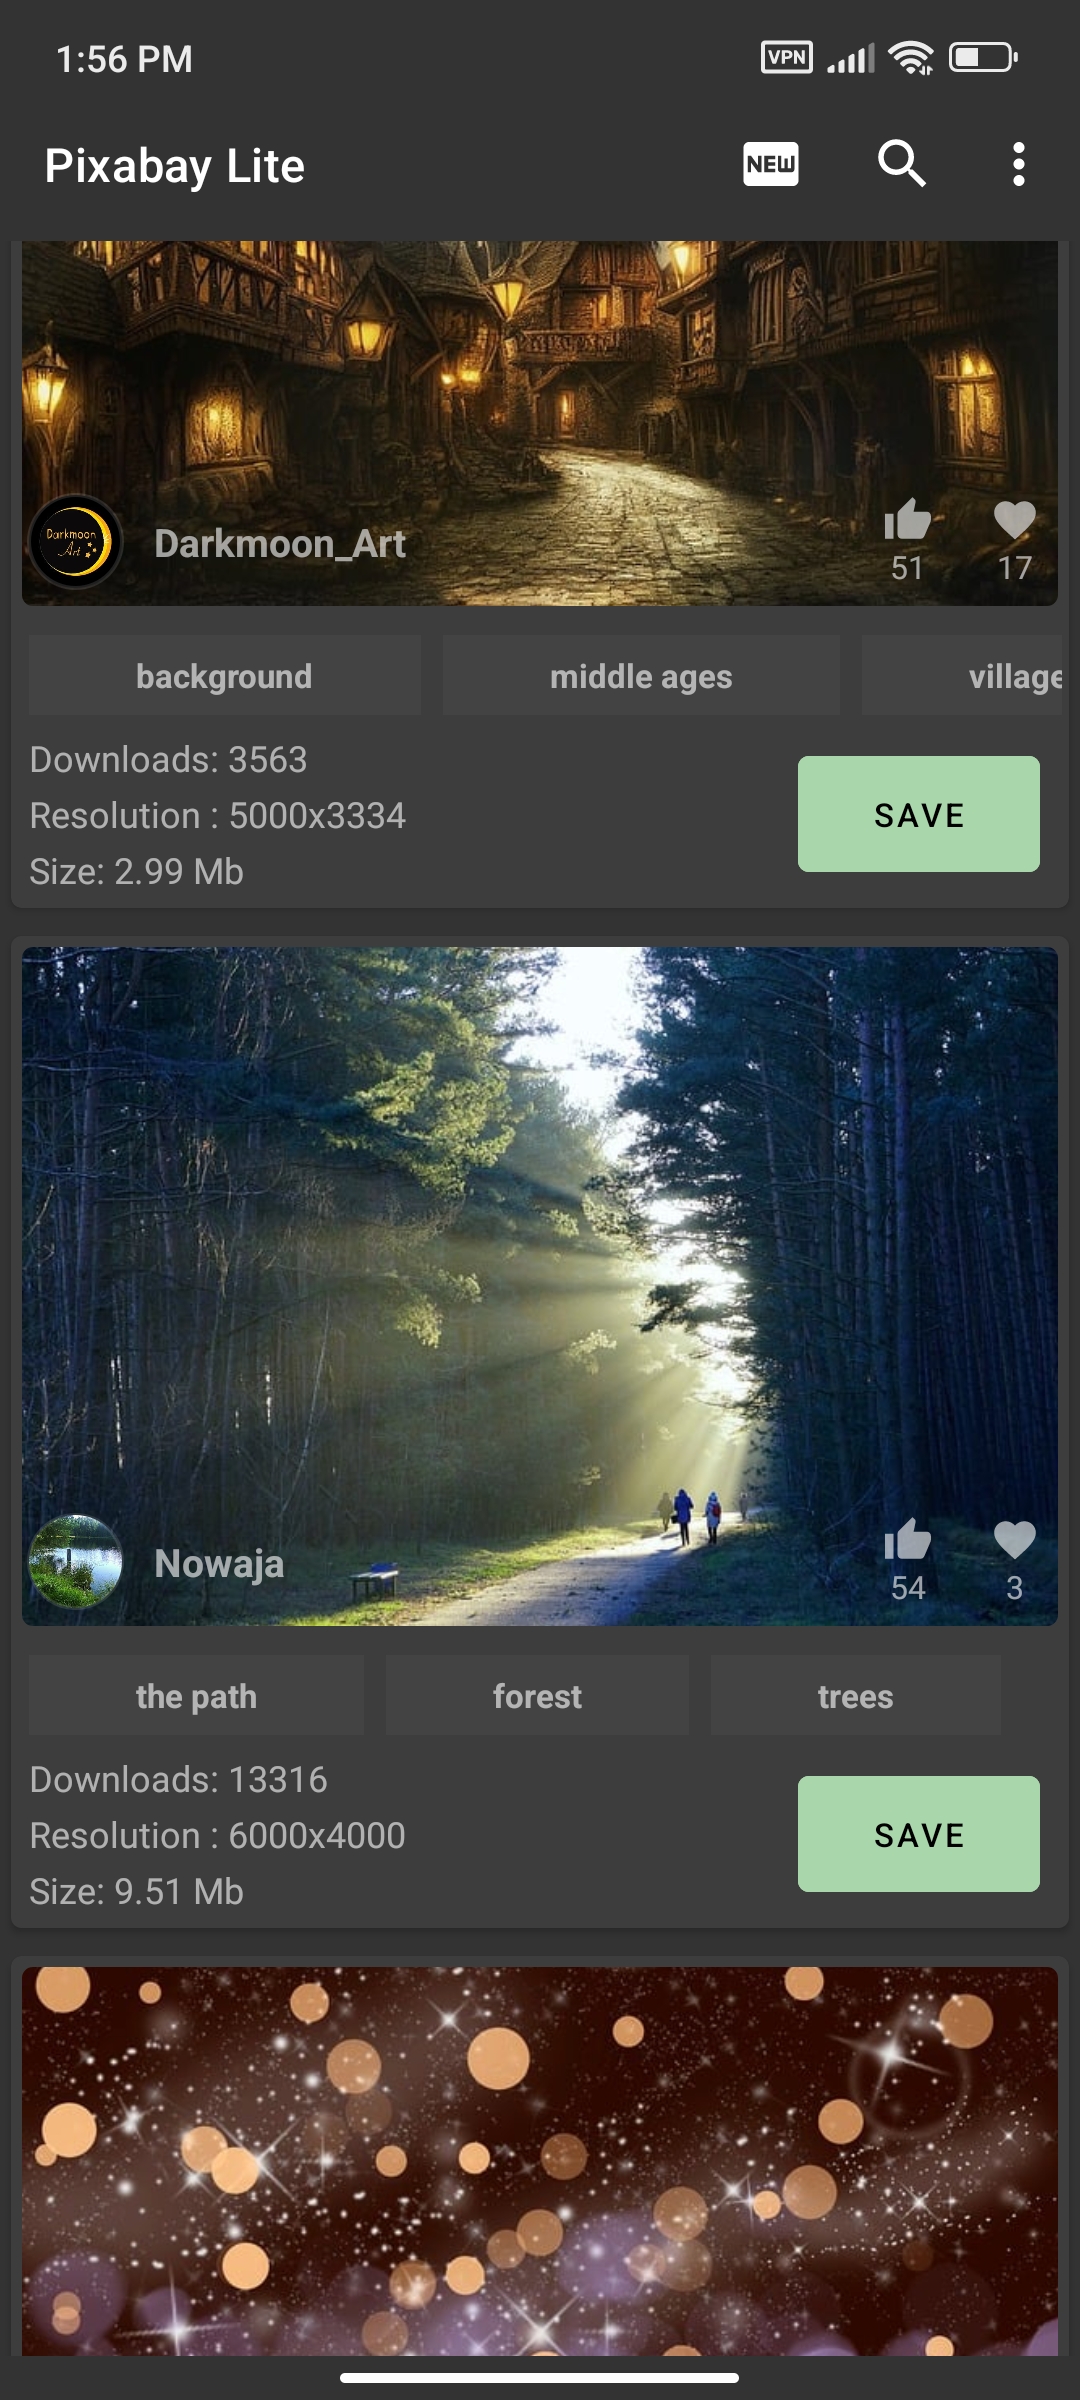 1:56 PM
VPN
Pixabay Lite
NEW
Darkmoon Art
Darkmoon_Art
51
17
background
middle ages
village
Downloads: 3563
Resolution : 5000x3334
Size: 2.99 Mb
SAVE
Nowaja
54
3
the path
forest
trees
Downloads: 13316
Resolution : 6000x4000
Size: 9.51 Mb
SAVE